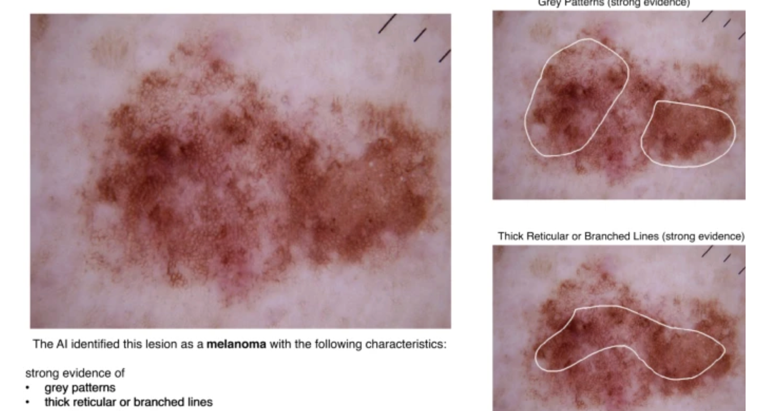 Grey Patterns (strong evidence)
Thick Reticular or Branched Lines (strong evidence)
The AI identified this lesion as a melanoma with the following characteristics:
strong evidence of
• grey patterns
• thick reticular or branched lines